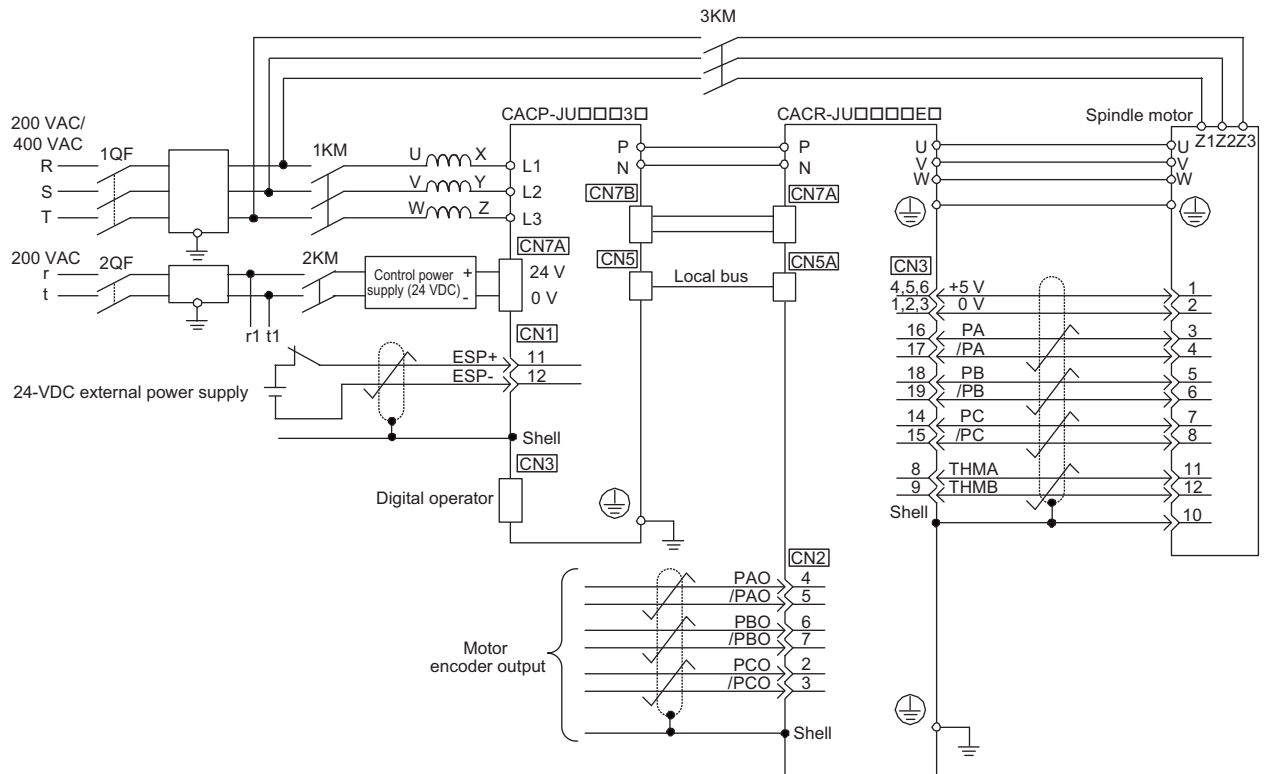 3KM
CACP-JU□□□3□
CACR-JU□□□□E□
Spindle motor
Z1Z2Z3
200 VAC/
400 VAC
R
S
T
1QF
1KM
U
X
V
Y
W
Z
L1
L2
L3
P
N
P
N
U
V
W
U
V
W
CN7B
CN7A
CN5
Local bus
CN5A
200 VAC
r
t
2QF
r1 t1
2KM
Control power
supply (24 VDC)
+
-
CN7A
24 V
0 V
CN1
ESP+
11
ESP-
12
24-VDC external power supply
Shell
CN3
Digital operator
CN3
4,5,6
+5 V
1
1,2,3
0 V
2
16
PA
3
17
/PA
4
18
PB
5
19
/PB
6
14
PC
7
15
/PC
8
8
THMA
11
9
THMB
12
Shell
10
CN2
PAO
4
/PAO
5
PBO
6
/PBO
7
PCO
2
/PCO
3
Motor
encoder output
Shell